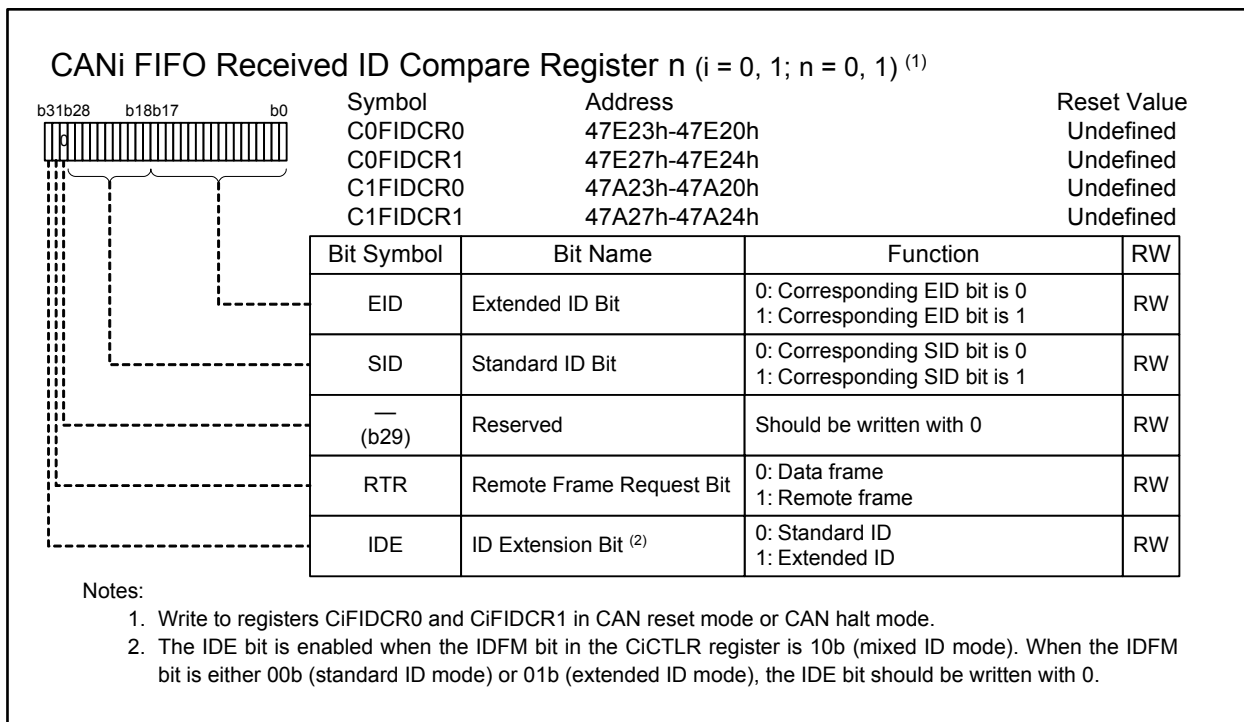 CANi FIFO Received ID Compare Register n (i = 0, 1; n = 0, 1) (1)
b31b28 b18b17 b0
0
Symbol Address Reset Value
C0FIDCR0 47E23h-47E20h Undefined
C0FIDCR1 47E27h-47E24h Undefined
C1FIDCR0 47A23h-47A20h Undefined
C1FIDCR1 47A27h-47A24h Undefined
Bit Symbol Bit Name Function RW
EID Extended ID Bit 0: Corresponding EID bit is 0 RW
1: Corresponding EID bit is 1
SID Standard ID Bit 0: Corresponding SID bit is 0 RW
1: Corresponding SID bit is 1
— (b29) Reserved Should be written with 0 RW
RTR Remote Frame Request Bit 0: Data frame RW
1: Remote frame
IDE ID Extension Bit (2) 0: Standard ID RW
1: Extended ID
Notes:
1. Write to registers CiFIDCR0 and CiFIDCR1 in CAN reset mode or CAN halt mode.
2. The IDE bit is enabled when the IDFM bit in the CiCTLR register is 10b (mixed ID mode). When the IDFM
bit is either 00b (standard ID mode) or 01b (extended ID mode), the IDE bit should be written with 0.